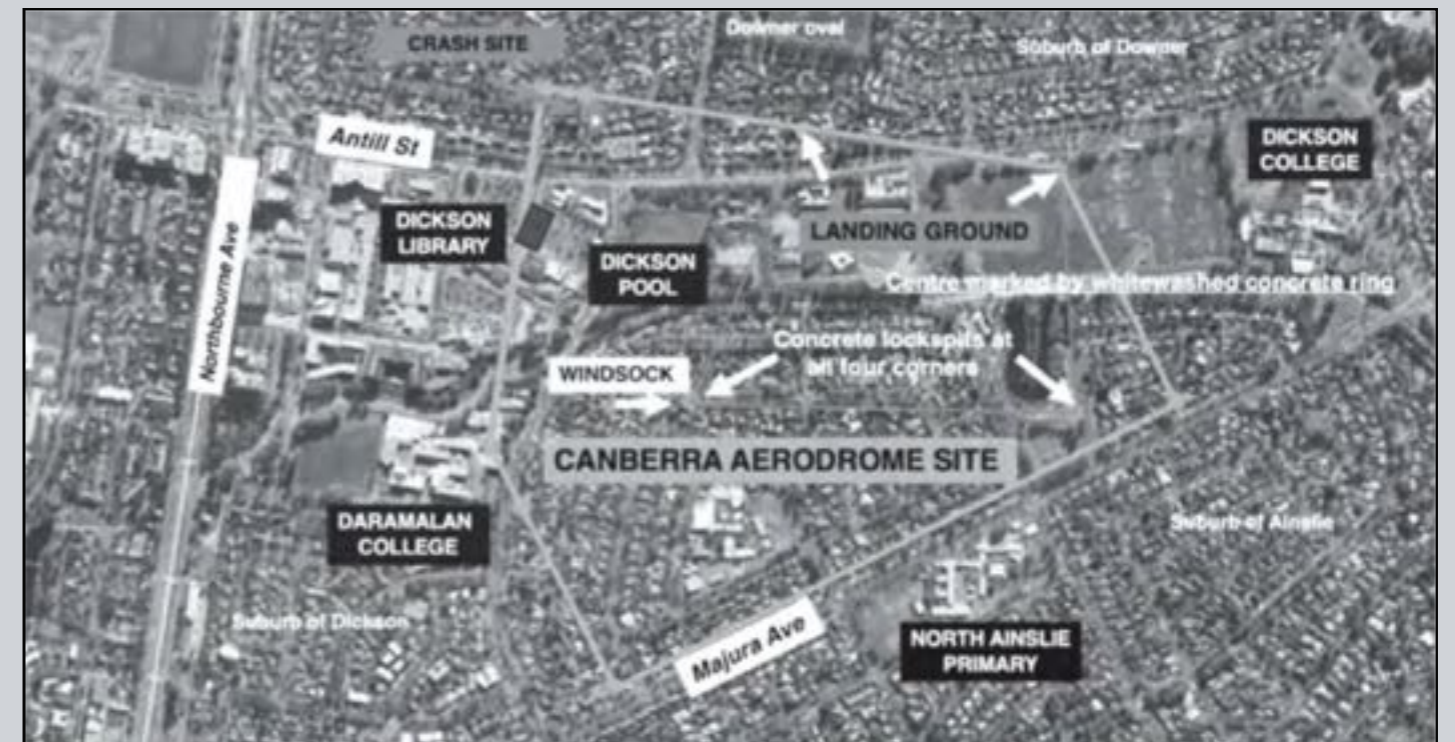 CRASH SITE
Downer oval
Suburb of Downer
Antill St
DICKSON
COLLEGE
Northbourne Ave
DICKSON
LIBRARY
LANDING GROUND
DICKSON
POOL
Centre marked by whitewashed concrete ring
Concrete lockspits at
all four corners
WINDSOCK
CANBERRA AERODROME SITE
DARAMALAN
COLLEGE
Suburb of Ainslie
Suburb of Dickson
Majura Ave
NORTH AINSLIE
PRIMARY